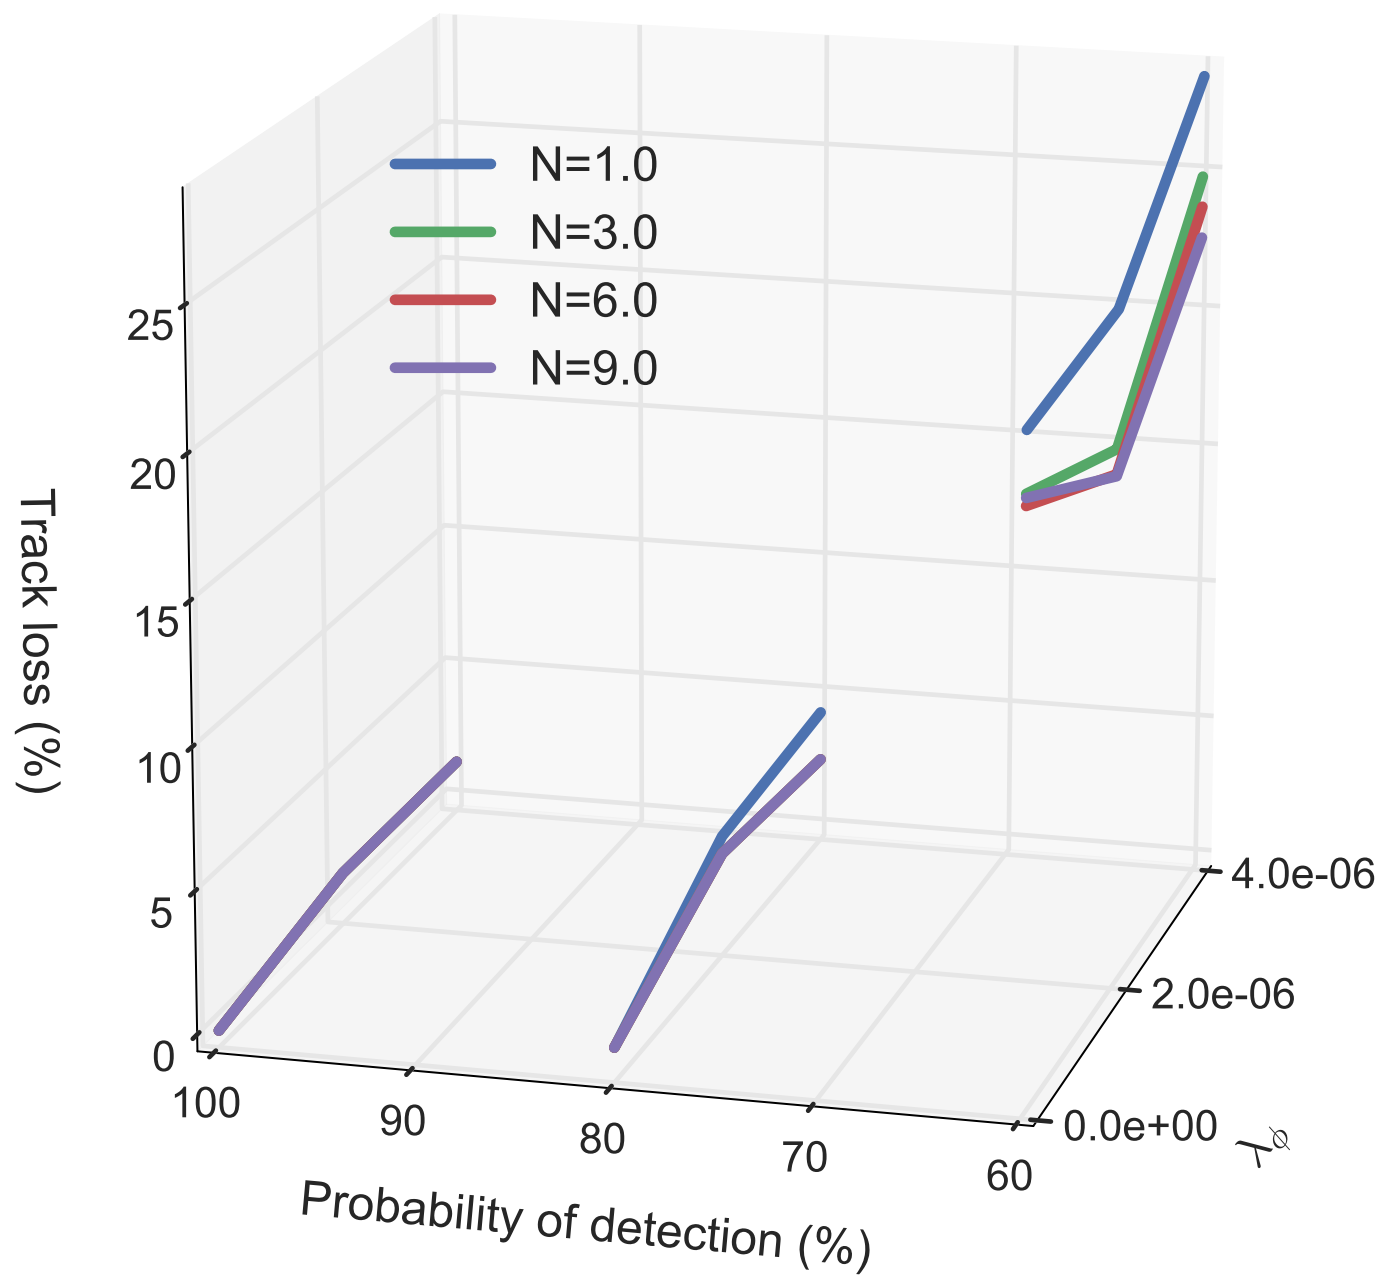 N=1.0
N=3.0
N=6.0
N=9.0
Track loss (%)
25
20
15
10
5
0
100
90
80
70
60
Probability of detection (%)
4.0e-06
2.0e-06
0.0e+00
λ^ϕ